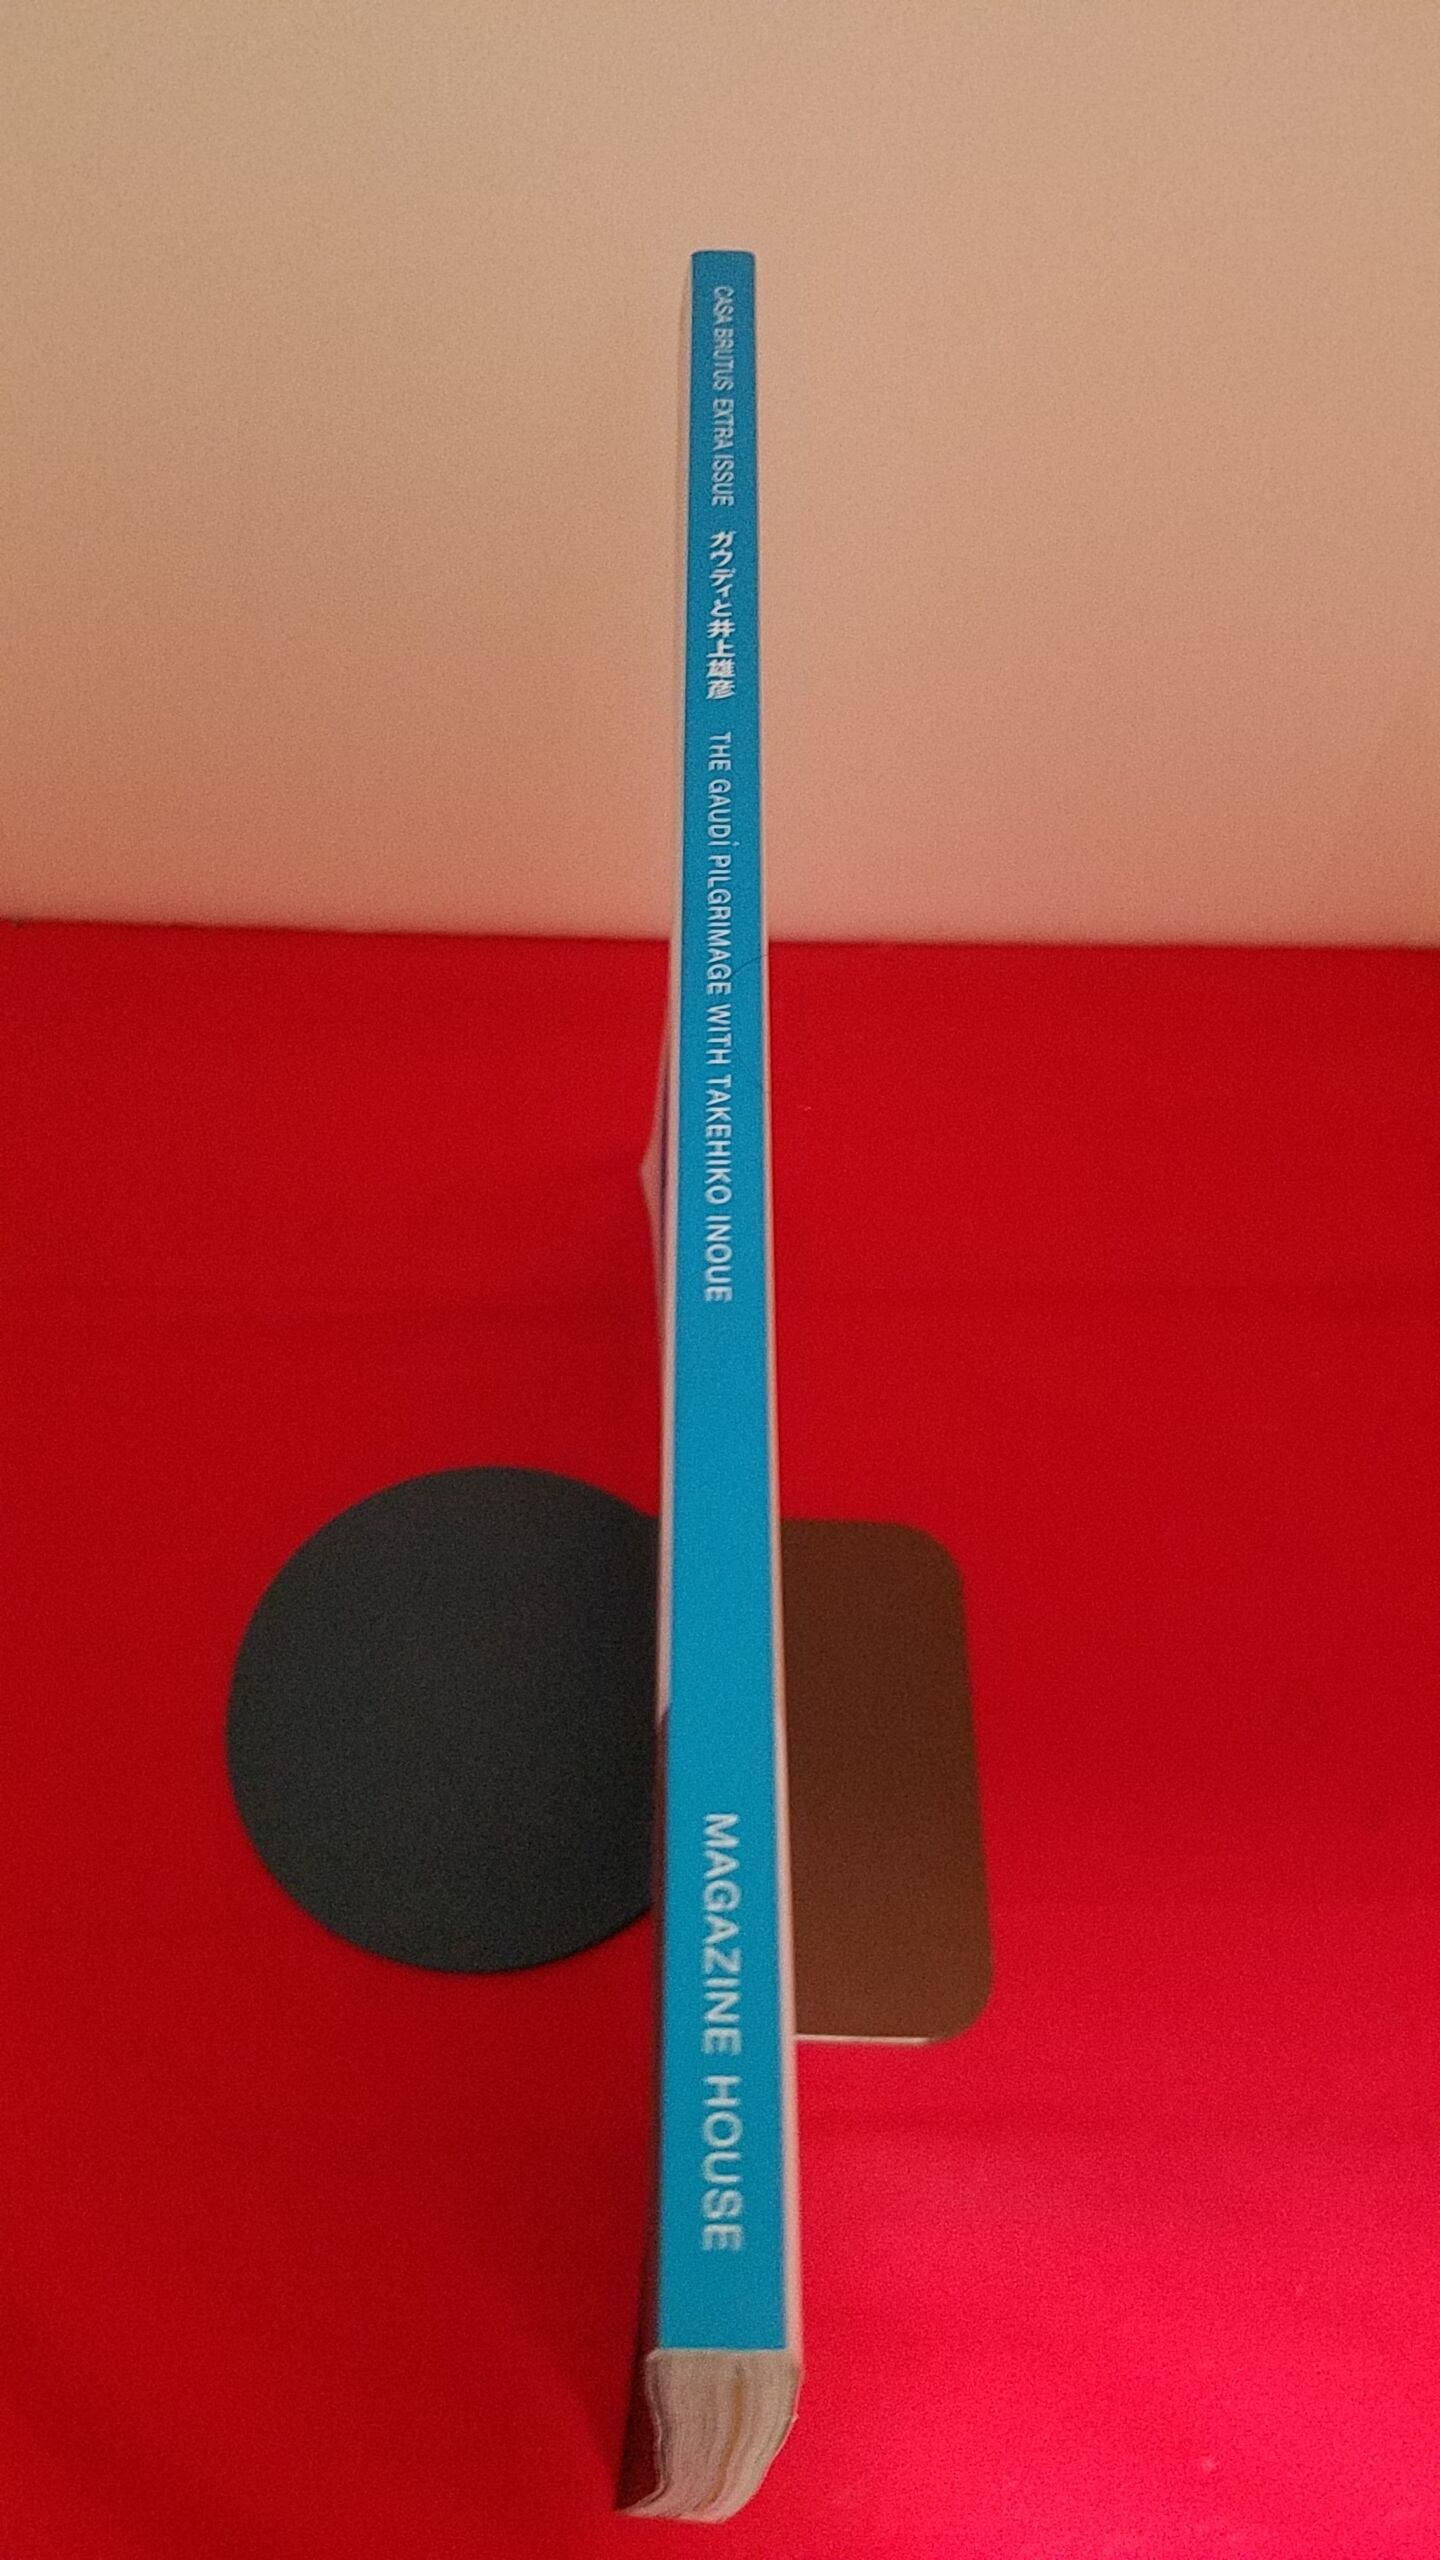 CASA BRUTUS EXTRA ISSUE ガウディと井上雄彦 THE GAUDÍ PILGRIMAGE WITH TAKEHIKO INOUE
MAGAZINE HOUSE